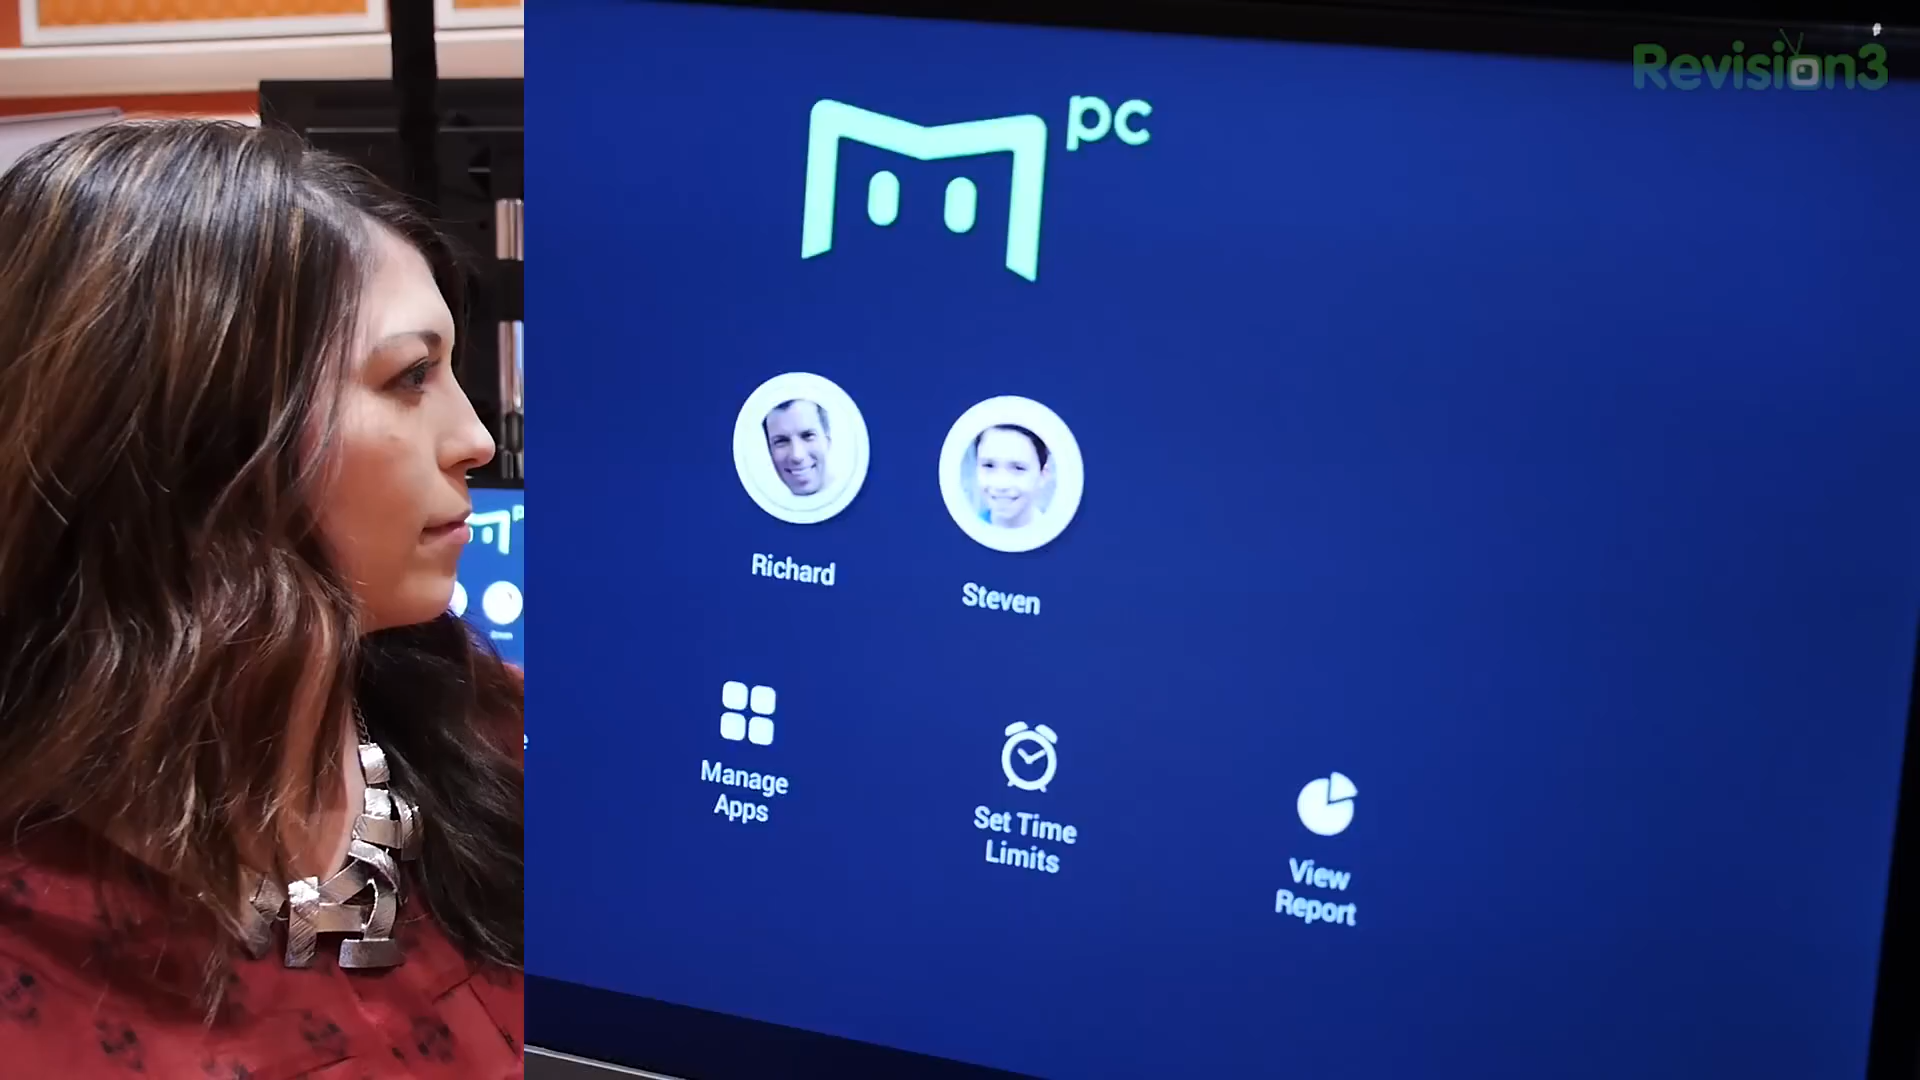 Revision3
pc
Richard
Steven
Manage
Apps
Set Time
Limits
View
Report